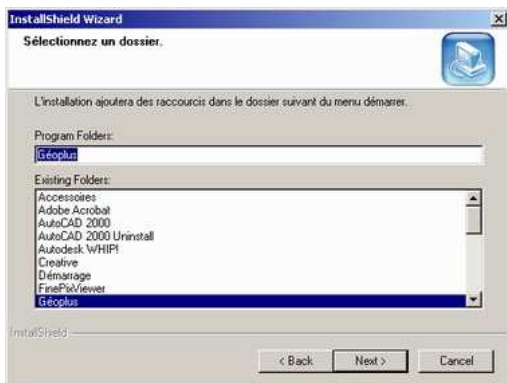 InstallShield Wizard
Sélectionnez un dossier.
L'installation ajoutera des raccourcis dans le dossier suivant du menu démarrer.
Program Folders:
Géoplus
Existing Folders:
Accessoires
Adobe Acrobat
AutoCAD 2000
AutoCAD 2000 Uninstall
Autodesk WHIP!
Creative
Démarrage
FinePixViewer
Géoplus
InstallShield
< Back
Next >
Cancel